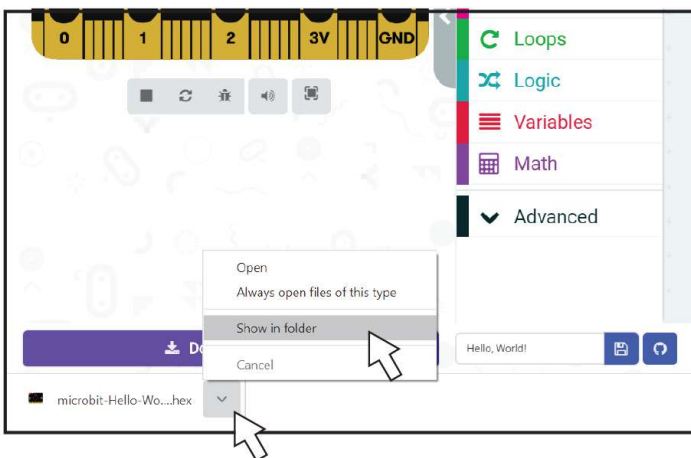 0 1 2 3V GND
Loops
Logic
Variables
Math
Advanced
Open
Always open files of this type
Show in folder
Cancel
Hello, World!
microbit-Hello-Wo....hex